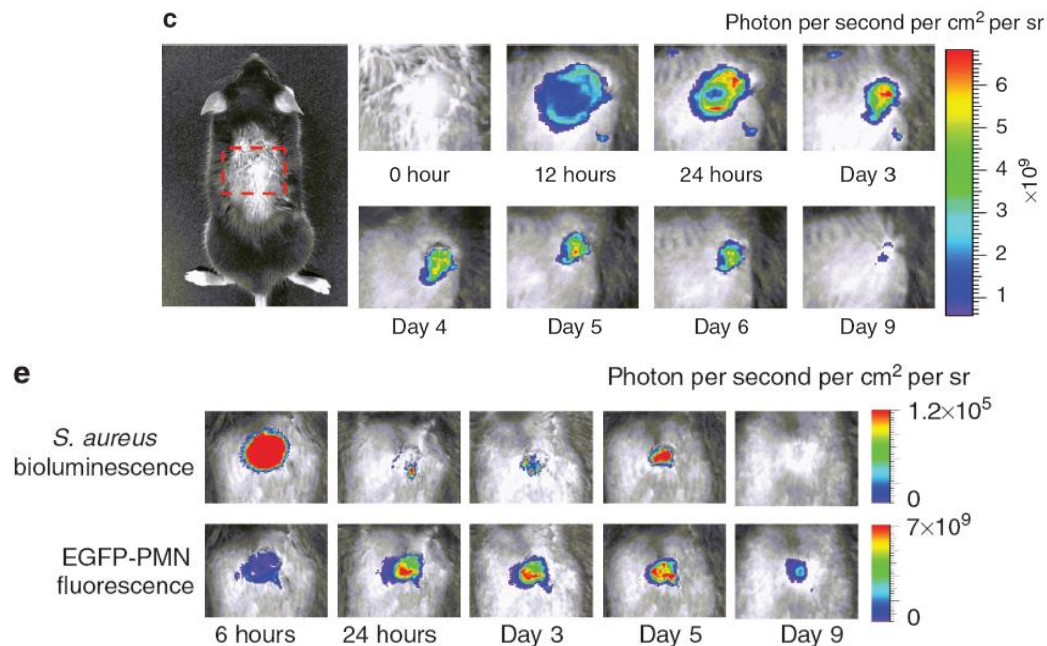 c
Photon per second per cm² per sr
6
5
4
3
2
1
×10⁹
0 hour
12 hours
24 hours
Day 3
Day 4
Day 5
Day 6
Day 9
e
Photon per second per cm² per sr
S. aureus
bioluminescence
1.2×10⁵
0
EGFP-PMN
fluorescence
7×10⁹
0
6 hours
24 hours
Day 3
Day 5
Day 9